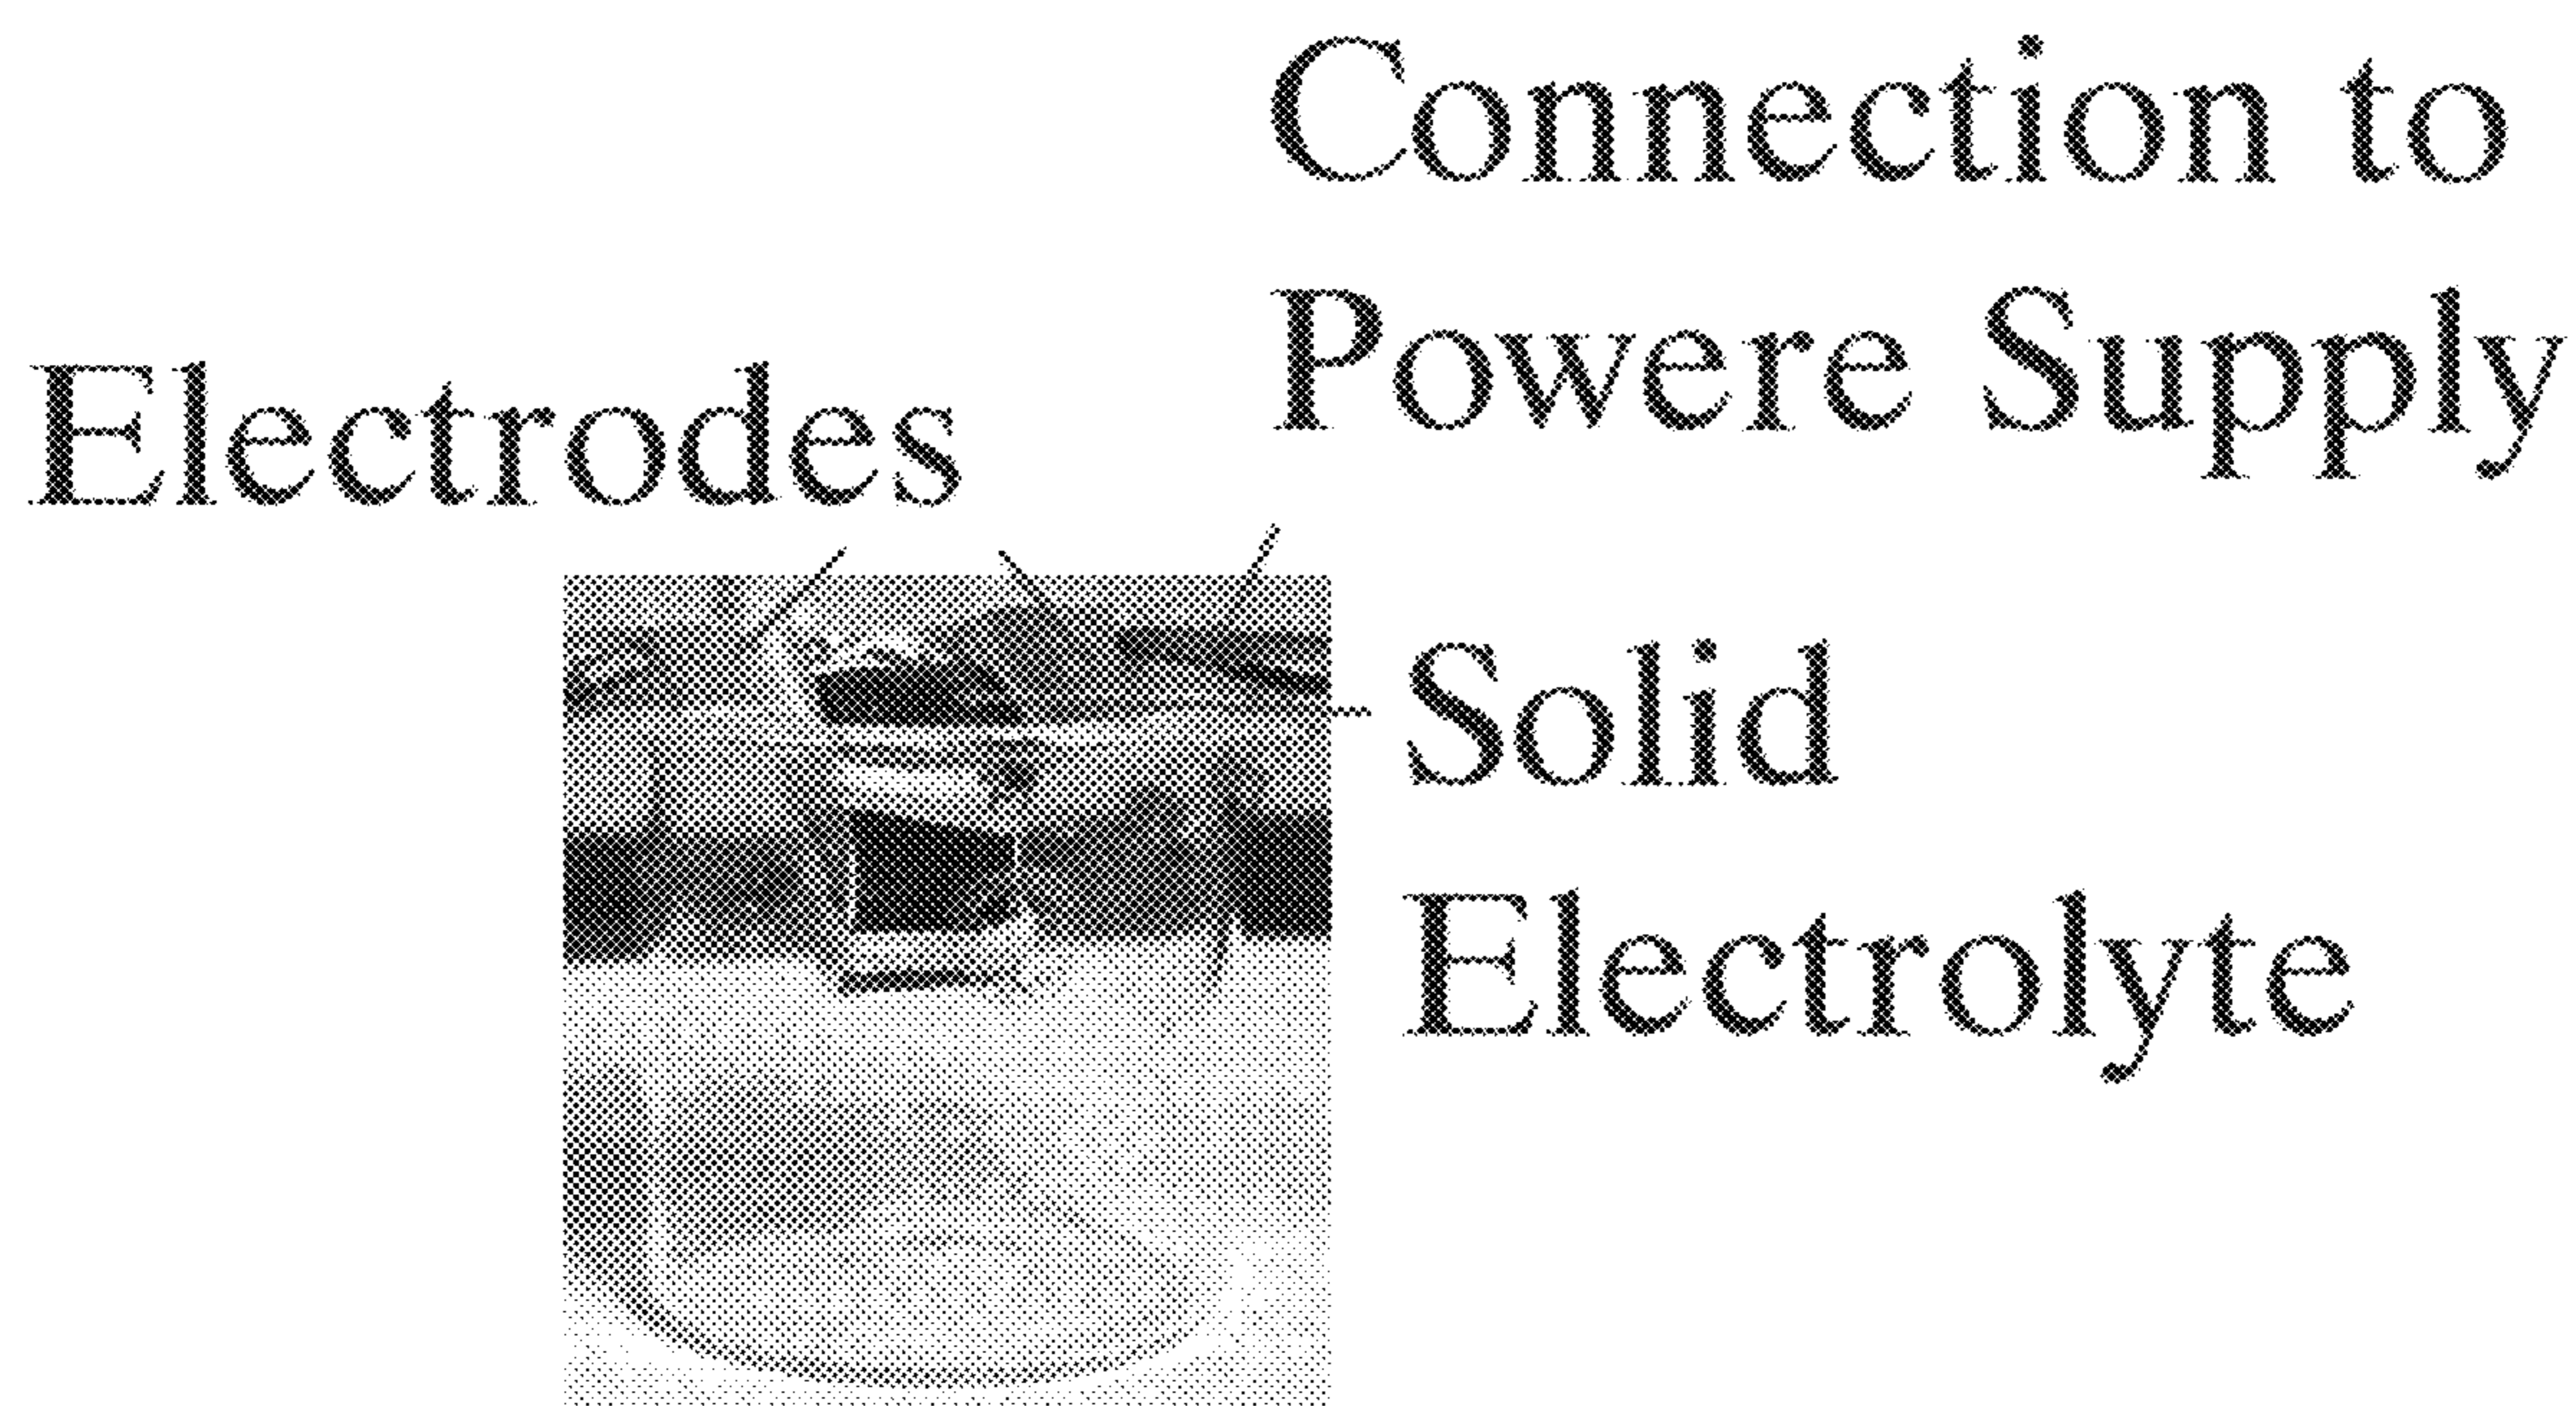 Connection to
Powere Supply
Electrodes
Solid
Electrolyte